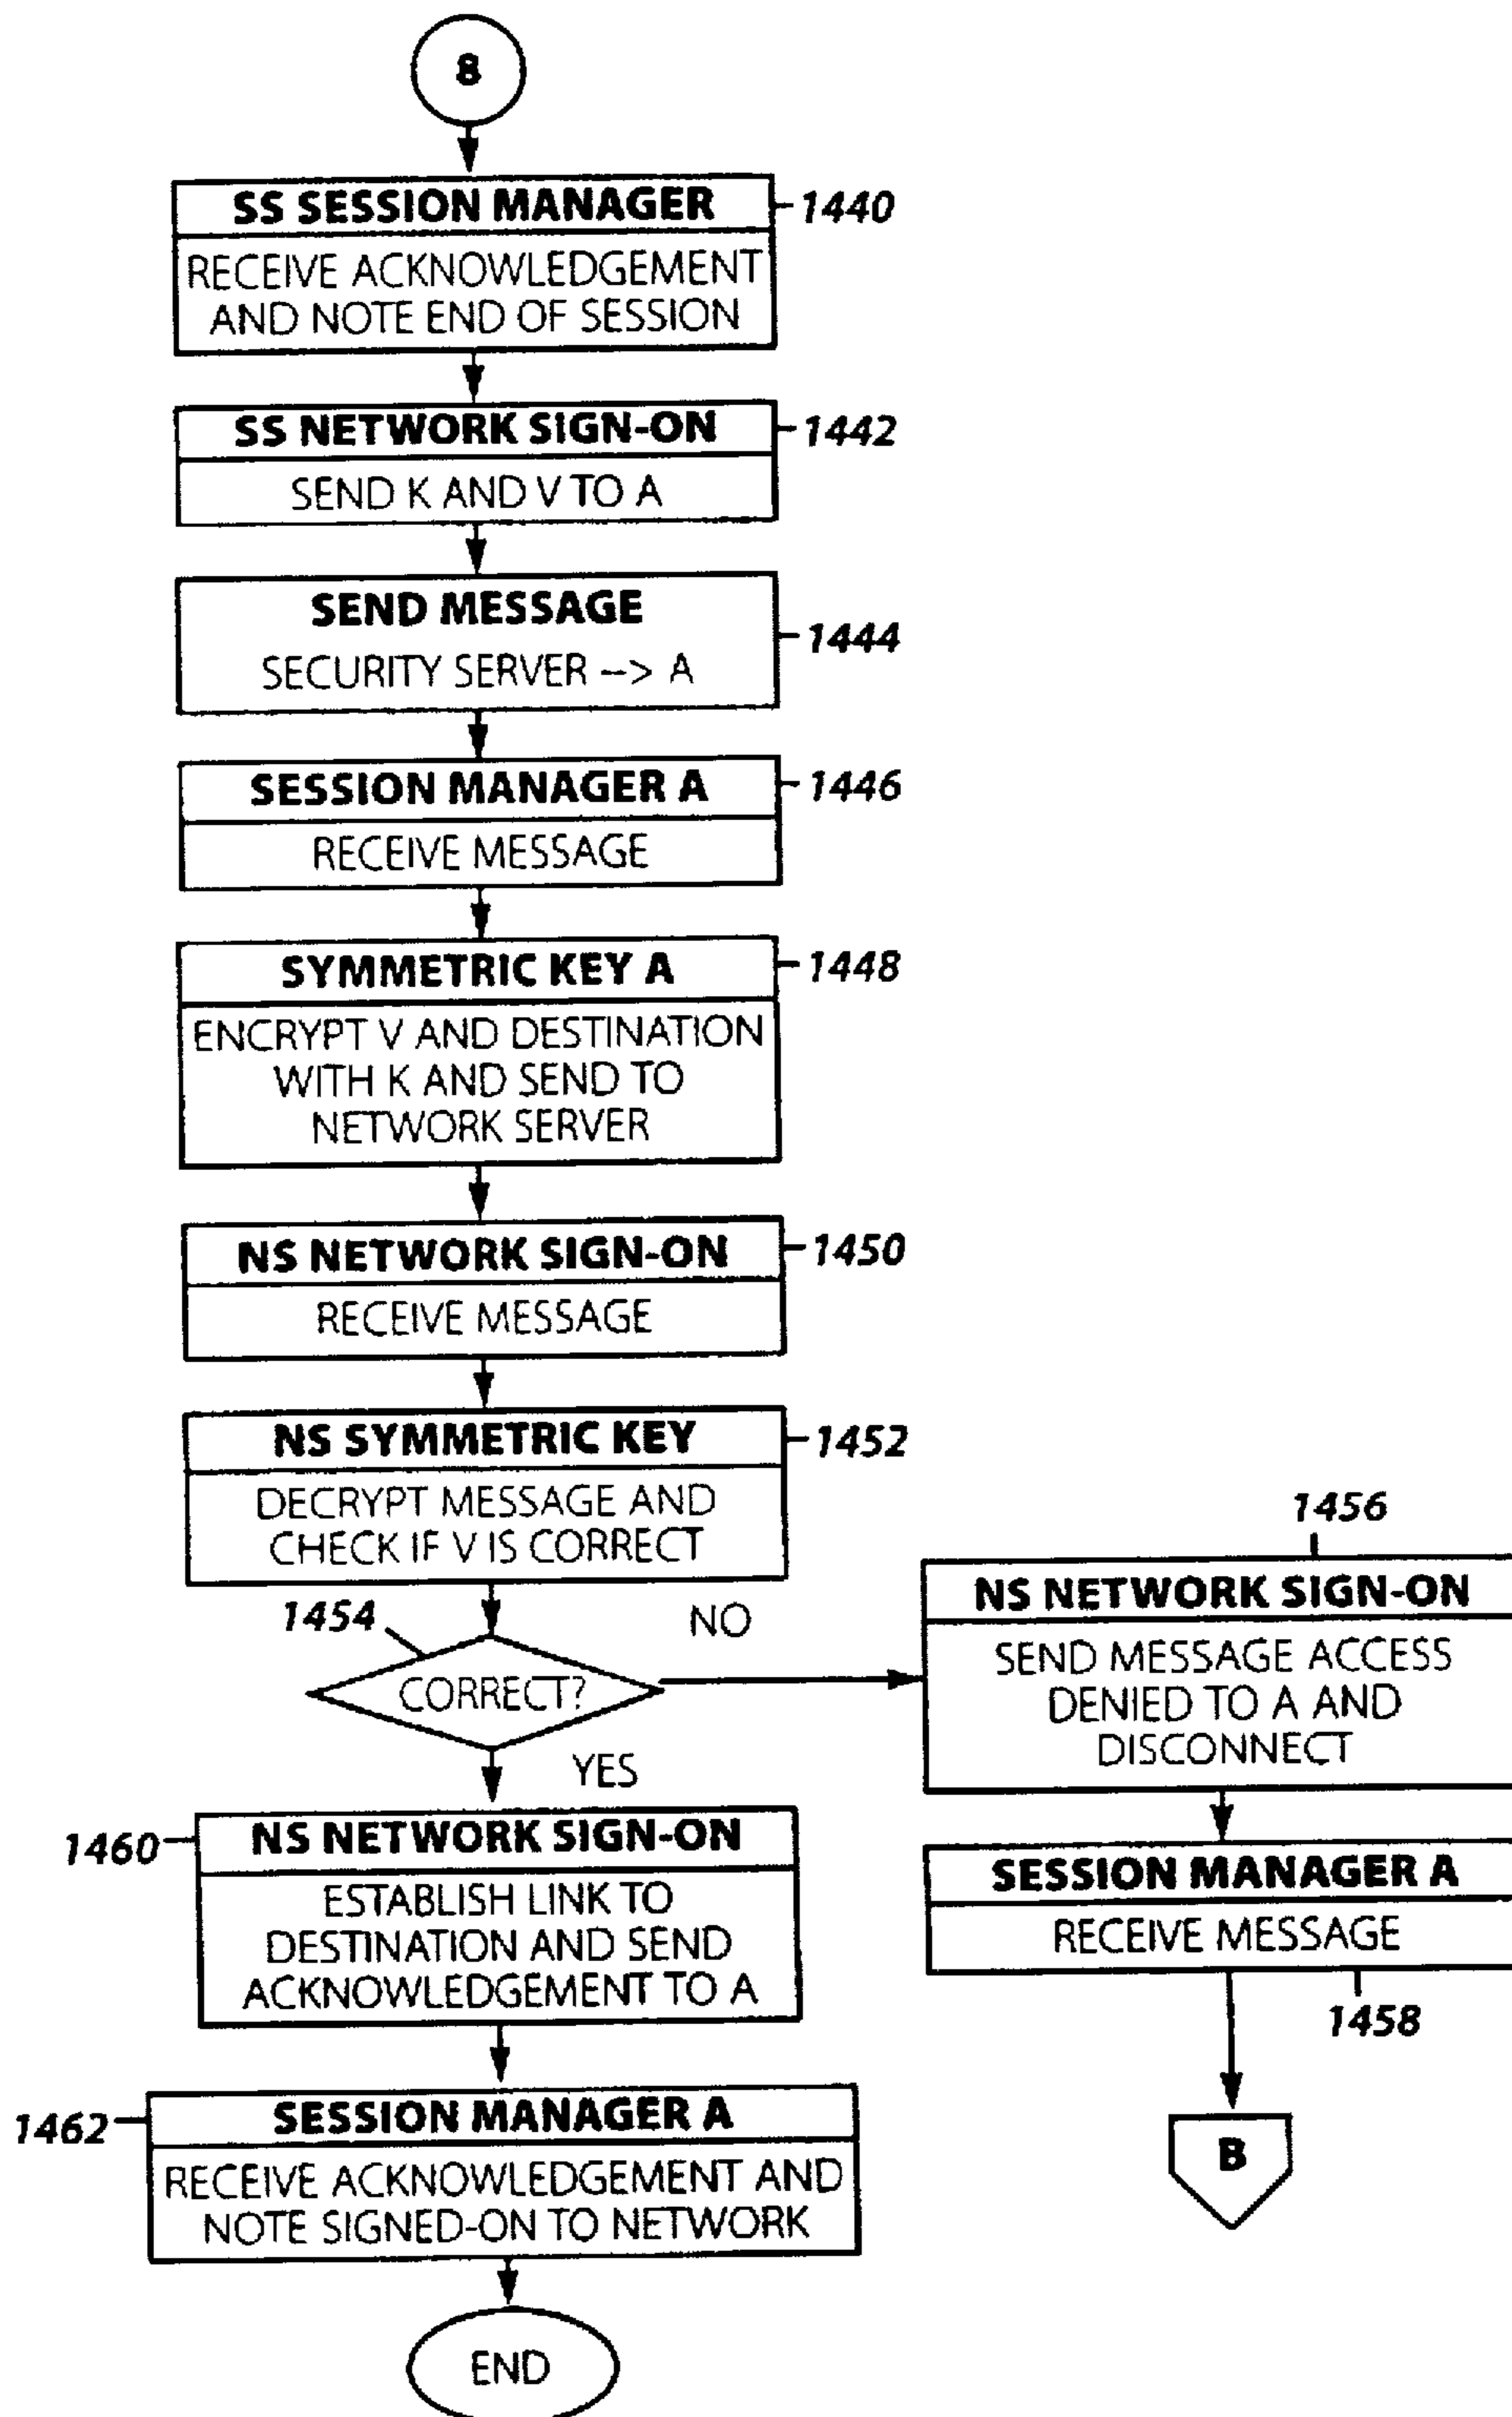 8
SS SESSION MANAGER
1440
RECEIVE ACKNOWLEDGEMENT
AND NOTE END OF SESSION
SS NETWORK SIGN-ON
1442
SEND K AND V TO A
SEND MESSAGE
1444
SECURITY SERVER --> A
SESSION MANAGER A
1446
RECEIVE MESSAGE
SYMMETRIC KEY A
1448
ENCRYPT V AND DESTINATION
WITH K AND SEND TO
NETWORK SERVER
NS NETWORK SIGN-ON
1450
RECEIVE MESSAGE
NS SYMMETRIC KEY
1452
DECRYPT MESSAGE AND
CHECK IF V IS CORRECT
1454
CORRECT?
NO
1456
NS NETWORK SIGN-ON
SEND MESSAGE ACCESS
DENIED TO A AND
DISCONNECT
SESSION MANAGER A
RECEIVE MESSAGE
1458
B
YES
1460
NS NETWORK SIGN-ON
ESTABLISH LINK TO
DESTINATION AND SEND
ACKNOWLEDGEMENT TO A
1462
SESSION MANAGER A
RECEIVE ACKNOWLEDGEMENT AND
NOTE SIGNED-ON TO NETWORK
END